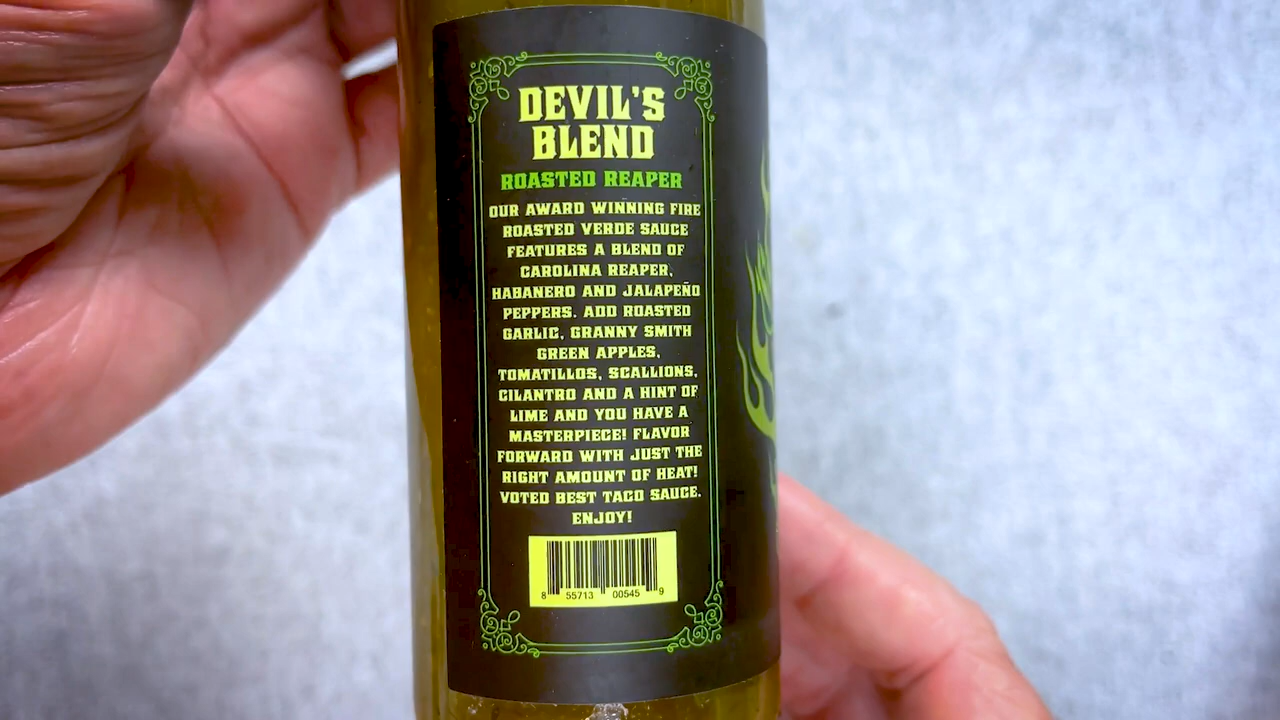 DEVIL'S
BLEND
ROASTED REAPER
OUR AWARD WINNING FIRE
ROASTED VERDE SAUCE
FEATURES A BLEND OF
CAROLINA REAPER,
HABANERO AND JALAPEÑO
PEPPERS. ADD ROASTED
GARLIC, GRANNY SMITH
GREEN APPLES,
TOMATILLOS, SCALLIONS,
CILANTRO AND A HINT OF
LIME AND YOU HAVE A
MASTERPIECE! FLAVOR
FORWARD WITH JUST THE
RIGHT AMOUNT OF HEAT!
VOTED BEST TACO SAUCE.
ENJOY!
8 55713 00545 9